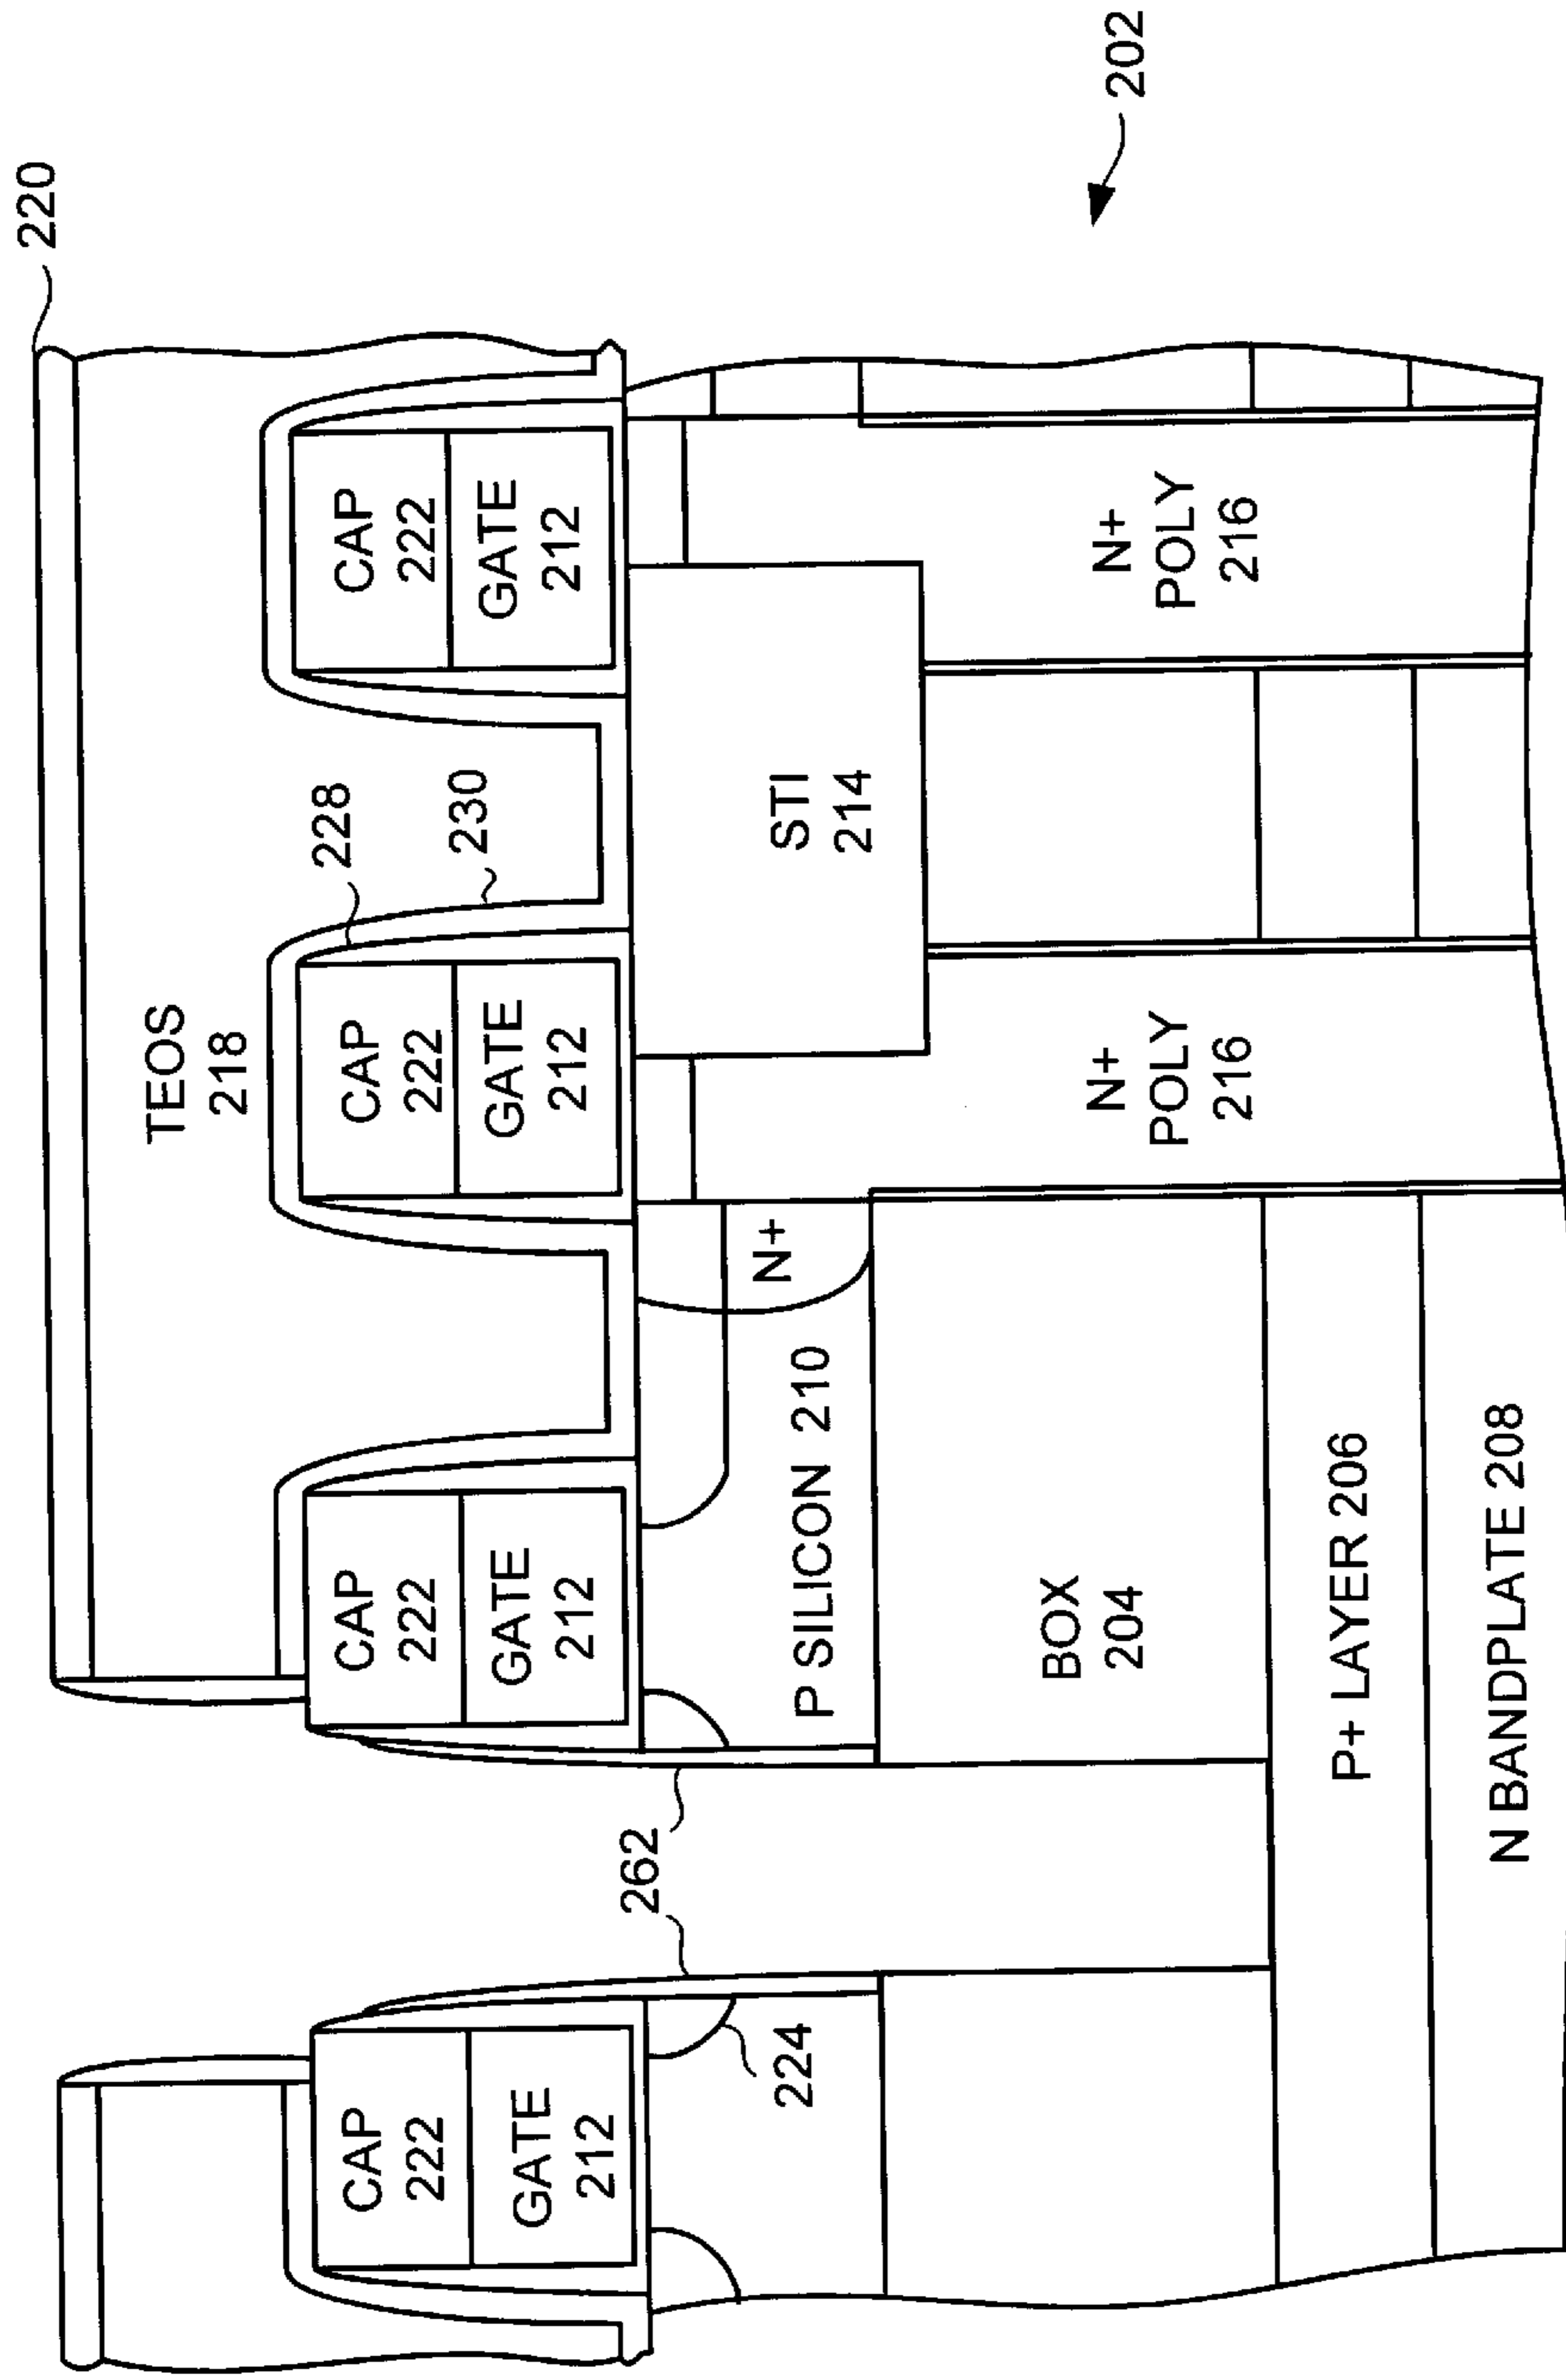 220
TEOS
218
228
230
CAP
222
GATE
212
CAP
222
GATE
212
CAP
222
GATE
212
CAP
222
GATE
212
262
224
P SILICON 210
N+
STI
214
202
BOX
204
N+
POLY
216
N+
POLY
216
P+ LAYER 206
N BANDPLATE 208